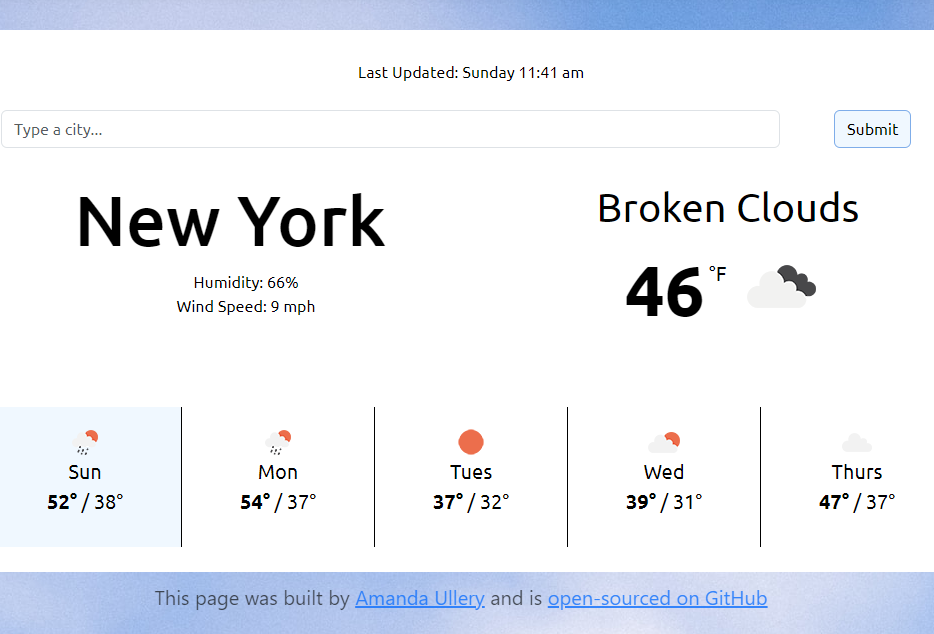 Last Updated: Sunday 11:41 am
Type a city...
Submit
New York
Humidity: 66%
Wind Speed: 9 mph
Broken Clouds
46 °F
Sun
52° / 38°
Mon
54° / 37°
Tues
37° / 32°
Wed
39° / 31°
Thurs
47° / 37°
This page was built by Amanda Ullery and is open-sourced on GitHub